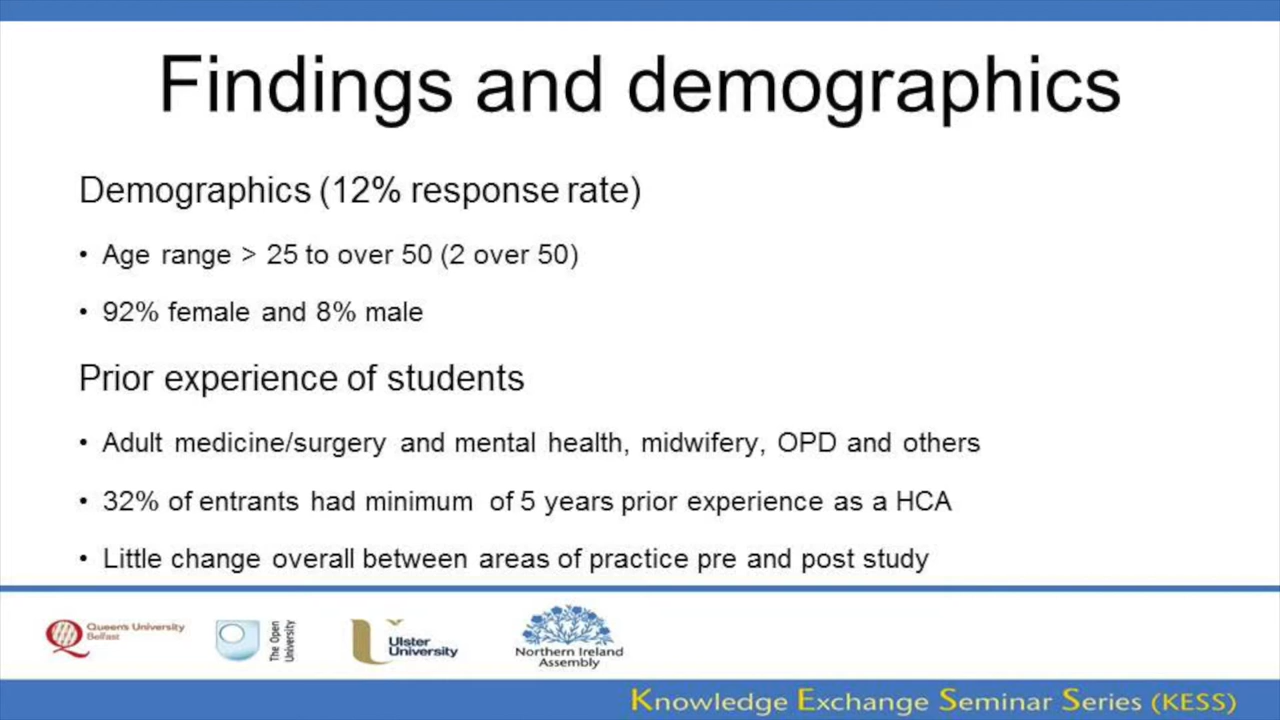 Findings and demographics
Demographics (12% response rate)
• Age range > 25 to over 50 (2 over 50)
• 92% female and 8% male
Prior experience of students
• Adult medicine/surgery and mental health, midwifery, OPD and others
• 32% of entrants had minimum of 5 years prior experience as a HCA
• Little change overall between areas of practice pre and post study
Queen's University
Belfast
The Open
University
Ulster
University
Northern Ireland
Assembly
Knowledge Exchange Seminar Series (KESS)